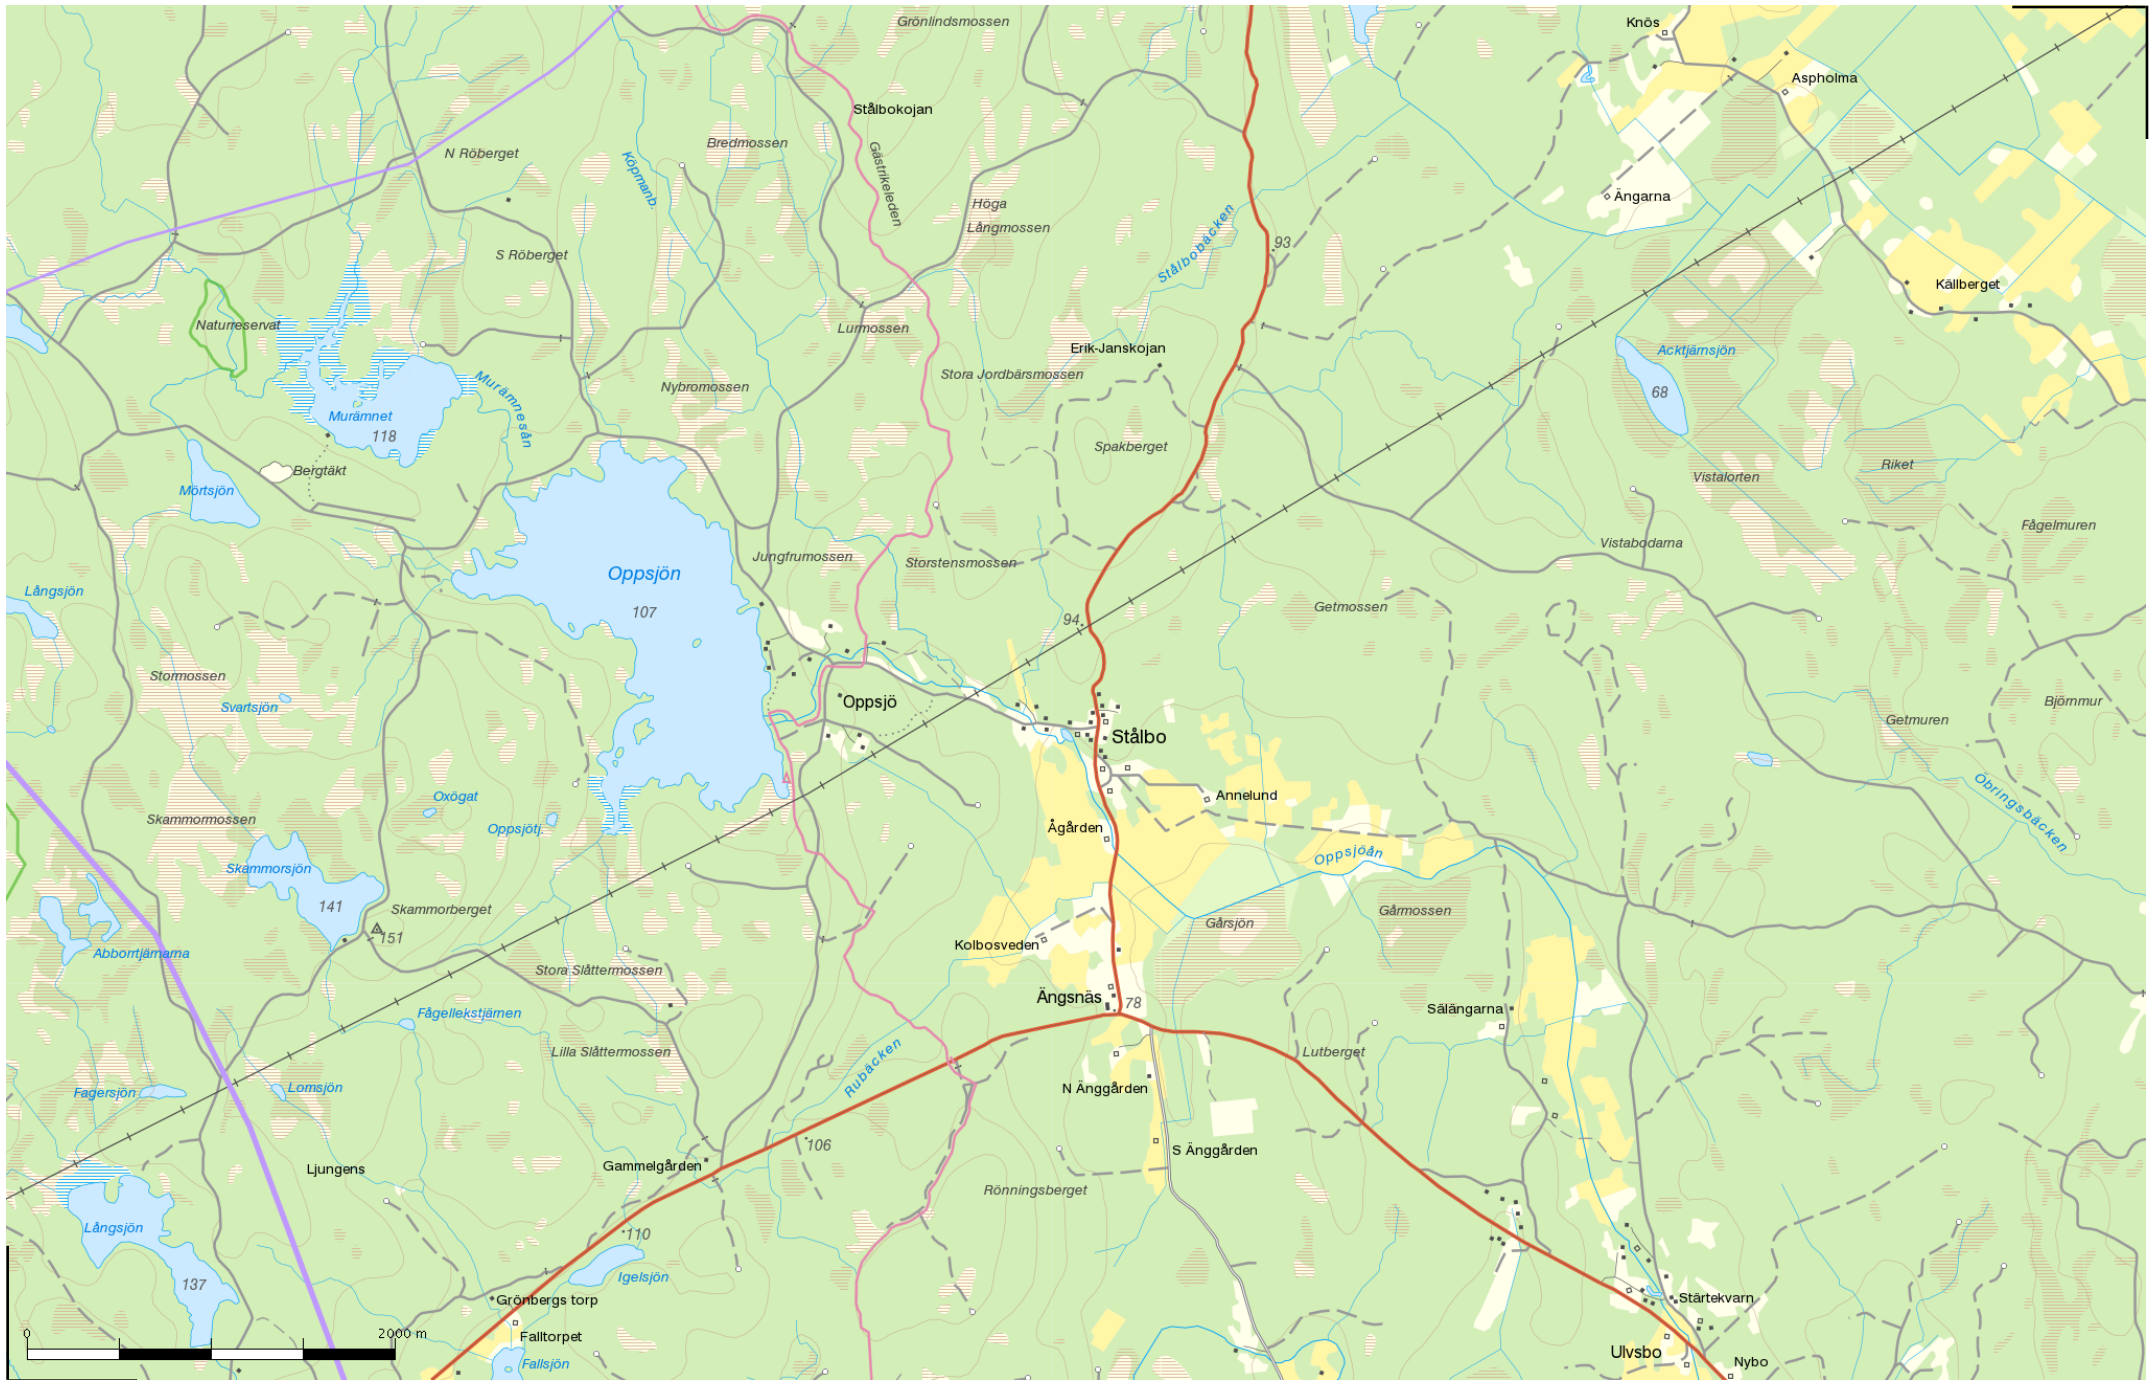 Grönlindsmossen
Knös
Aspholma
Stålbokojan
Bredmossen
N Röberget
Köpmanb.
Gästrikeleden
Ängarna
Höga
Långmossen
Stålbobäcken
93
S Röberget
Källberget
Naturreservat
Lurmossen
Erik-Janskojan
Acktjärnsjön
Stora Jordbärsmossen
Nybromossen
68
Murämnesån
Murämnet
118
Spakberget
Riket
Bergtäkt
Vistalorten
Mörtsjön
Fågelmuren
Vistabodarna
Jungfrumossen
Storstensmossen
Oppsjön
Långsjön
Getmossen
107
94
Stormossen
Oppsjö
Björnmur
Svartsjön
Getmuren
Stålbo
Öbringsbäcken
Oxögat
Annelund
Skammormossen
Oppsjötj.
Ågården
Oppsjöån
Skammorsjön
141
Skammorberget
Gårmossen
Gårsjön
151
Kolbosveden
Abborrtjärnarna
Stora Slåttermossen
Ängsnäs
78
Sälängarna
Fågellekstjärnen
Lilla Slåttermossen
Lutberget
Rubäcken
Fagersjön
Lomsjön
N Änggården
106
S Änggården
Gammelgården
Ljungens
Rönningsberget
Långsjön
110
Igelsjön
137
Grönbergs torp
Stärtekvarn
0
2000 m
Falltorpet
Ulvsbo
Nybo
Fallsjön